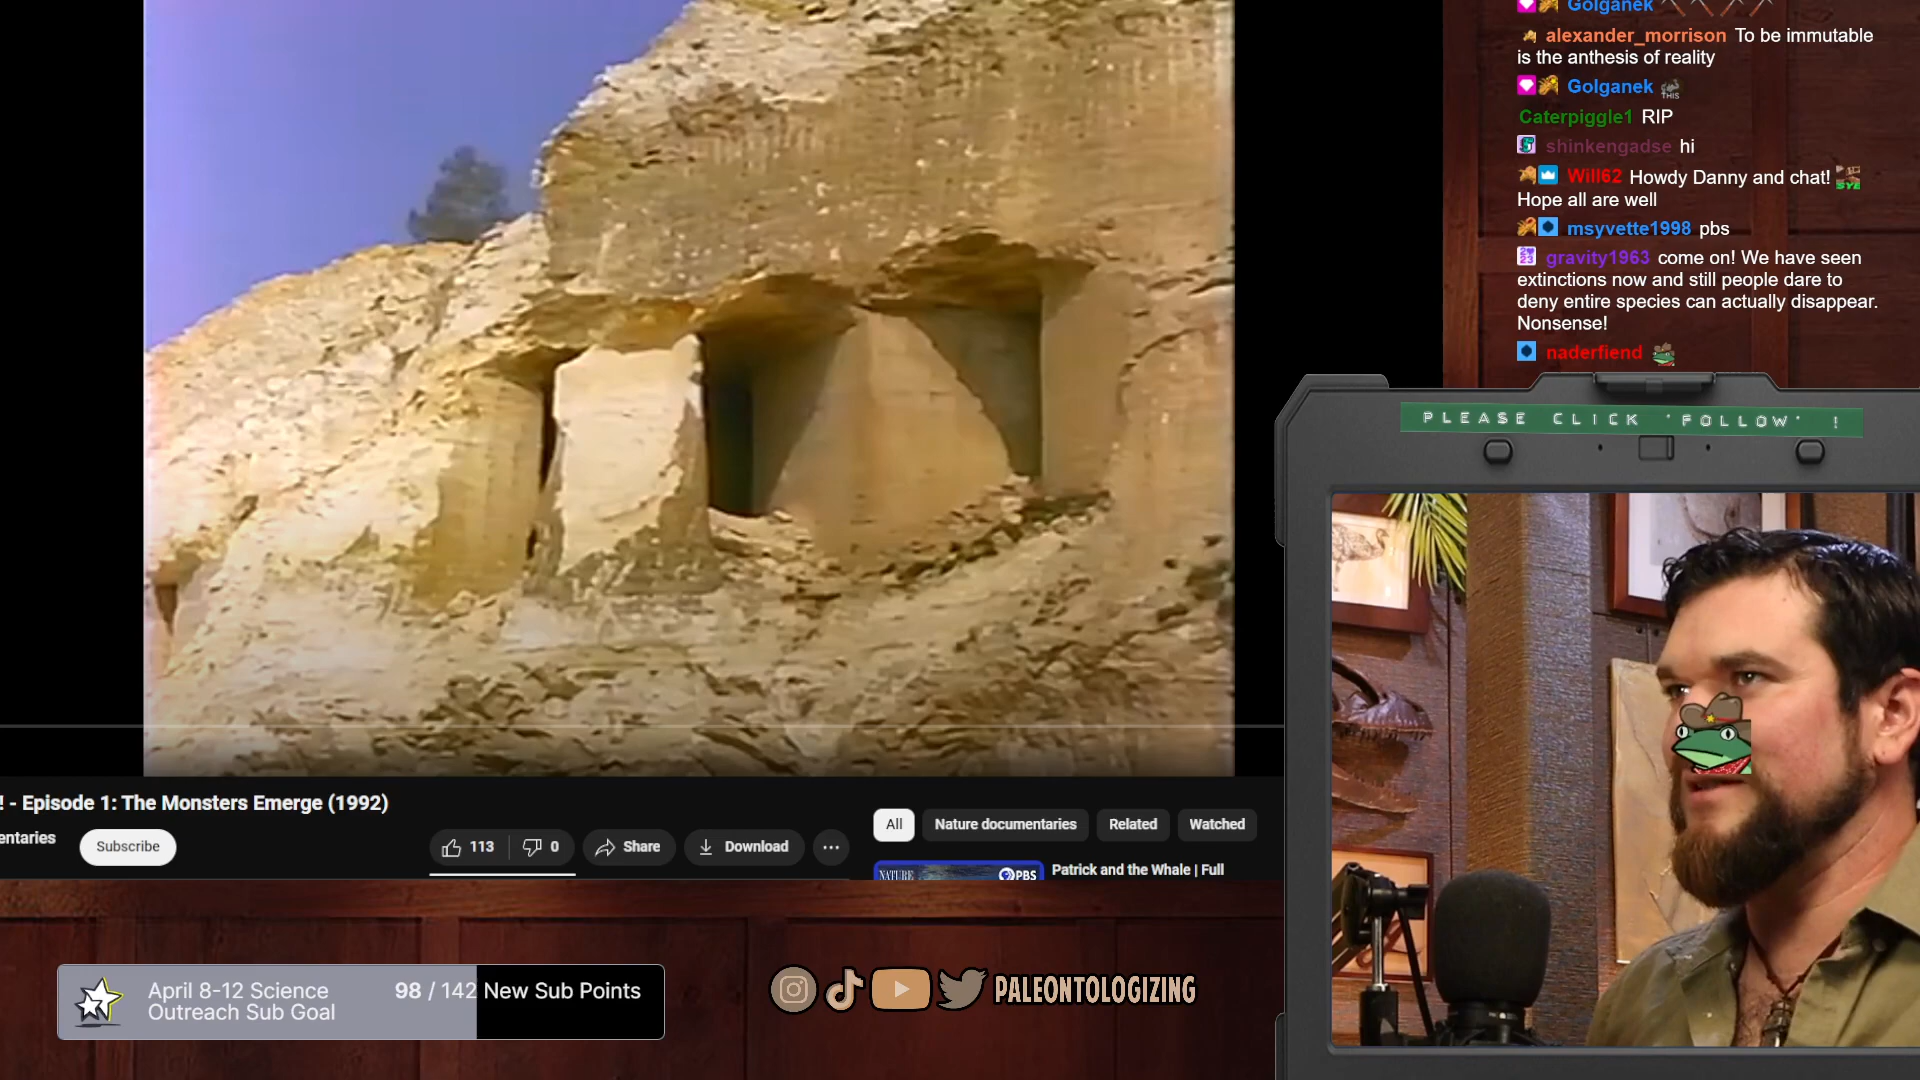 Golganek
alexander_morrison To be immutable
is the anthesis of reality
Golganek THIS
Caterpiggle1 RIP
shinkengadse hi
Will62 Howdy Danny and chat!
Hope all are well
msyvette1998 pbs
gravity1963 come on! We have seen
extinctions now and still people dare to
deny entire species can actually disappear.
Nonsense!
naderfiend
PLEASE CLICK "FOLLOW" !
! - Episode 1: The Monsters Emerge (1992)
entaries
Subscribe
113
0
Share
Download
All
Nature documentaries
Related
Watched
NATURE
PBS
Patrick and the Whale | Full
April 8-12 Science
Outreach Sub Goal
98 / 142 New Sub Points
PALEONTOLOGIZING